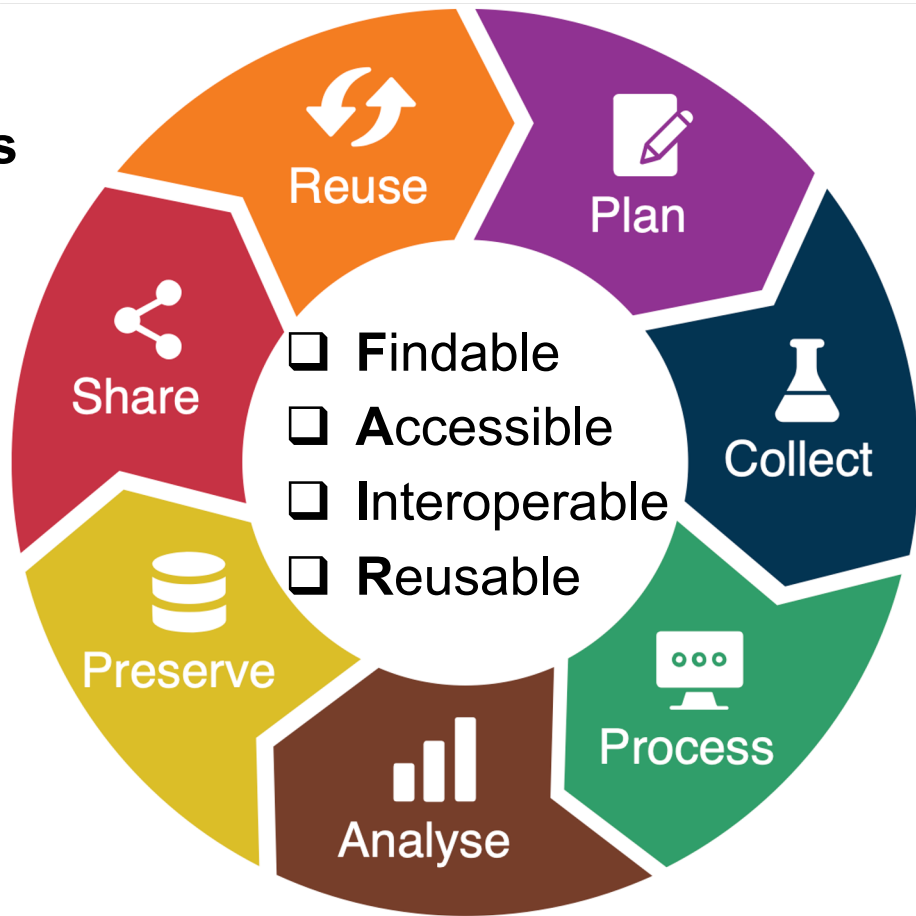 s
Reuse
Plan
Share
Collect
Findable
Accessible
Interoperable
Reusable
Preserve
Process
Analyse